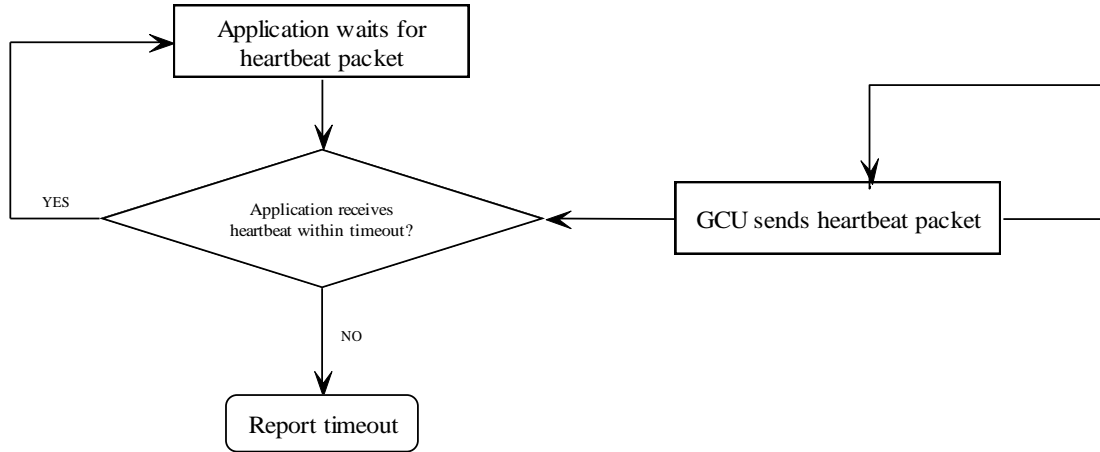 Application waits for
heartbeat packet
YES
Application receives
heartbeat within timeout?
GCU sends heartbeat packet
NO
Report timeout